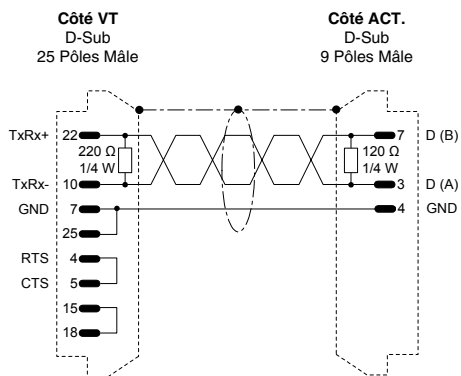 Côté VT
D-Sub
25 Pôles Mâle
Côté ACT.
D-Sub
9 Pôles Mâle
TxRx+ 22
7 D (B)
220 Ω
1/4 W
120 Ω
1/4 W
TxRx- 10
3 D (A)
GND 7
4 GND
25
RTS 4
CTS 5
15
18